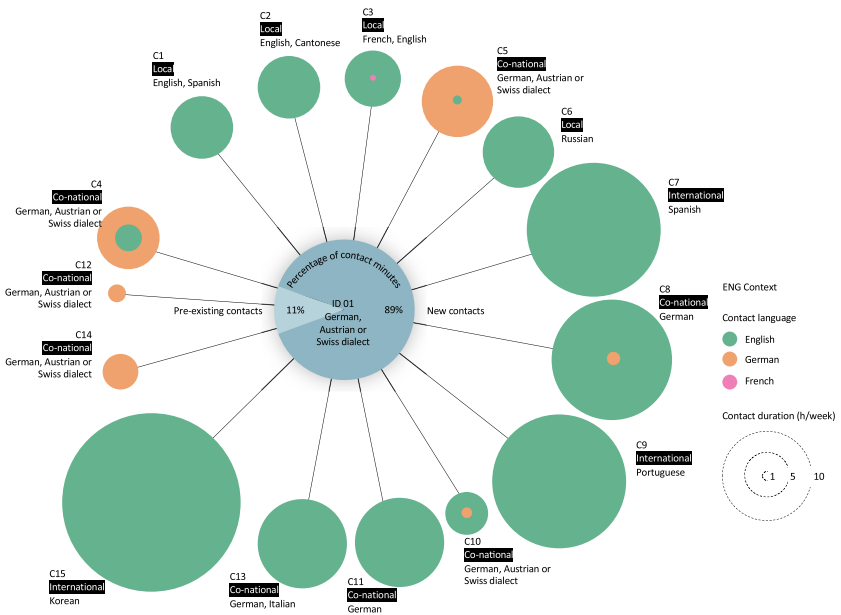 C1
Local
English, Spanish
C2
Local
English, Cantonese
C3
Local
French, English
C5
Co-national
German, Austrian or
Swiss dialect
C6
Local
Russian
C4
Co-national
German, Austrian or
Swiss dialect
C7
International
Spanish
C12
Co-national
German, Austrian or
Swiss dialect
Percentage of contact minutes
Pre-existing contacts
11%
ID 01
German,
Austrian or
Swiss dialect
89%
New contacts
C8
Co-national
German
ENG Context
Contact language
English
German
French
C14
Co-national
German, Austrian or
Swiss dialect
Contact duration (h/week)
1
5
10
C9
International
Portuguese
C10
Co-national
German, Austrian or
Swiss dialect
C15
International
Korean
C13
Co-national
German, Italian
C11
Co-national
German